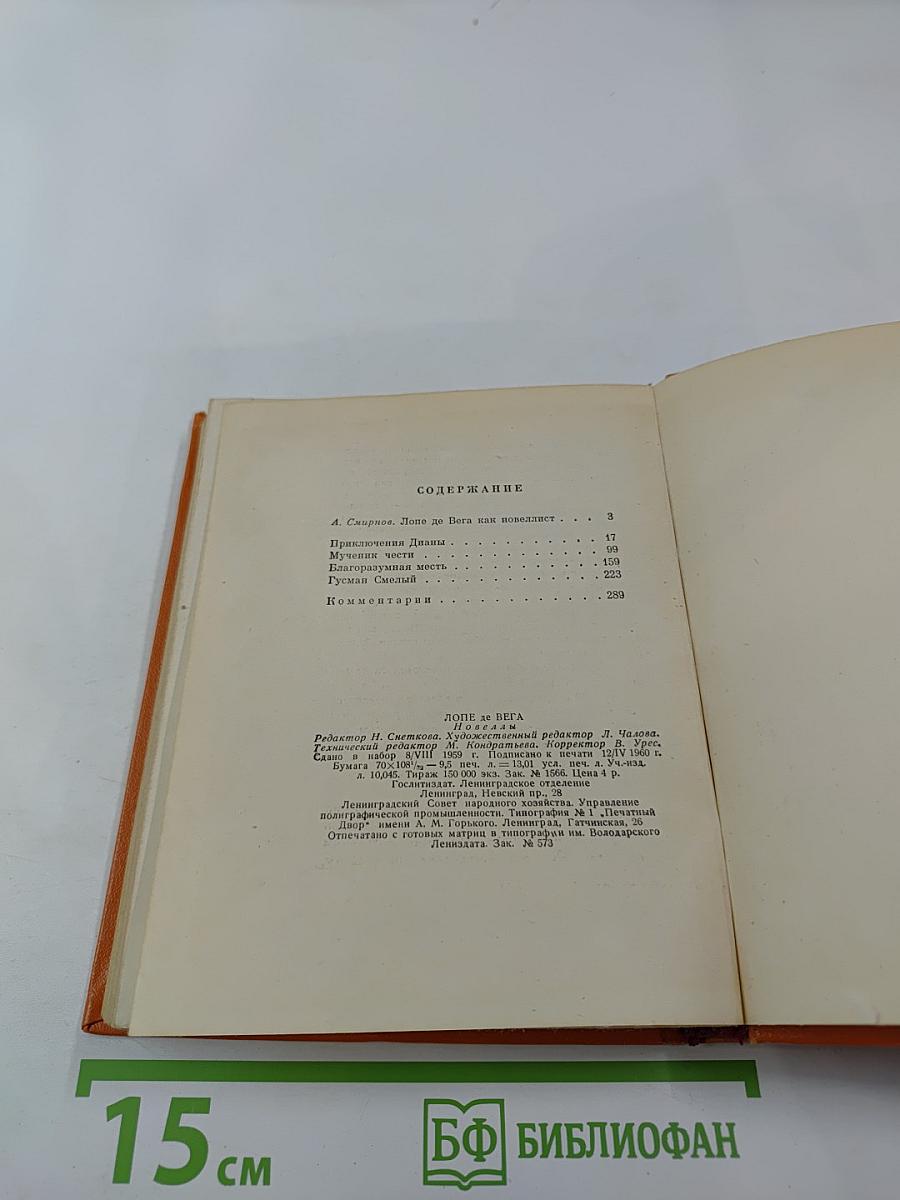 СОДЕРЖАНИЕ
А. Смирнов. Лопе де Вега как новеллист . . . 3
Приключения Дианы . . . . . . . . . . . 17
Мученик чести . . . . . . . . . . . . . 99
Благоразумная месть . . . . . . . . . . . 159
Гусман Смелый . . . . . . . . . . . . . 223
Комментарии . . . . . . . . . . . . 289
ЛОПЕ де ВЕГА
Новеллы
Редактор Н. Снеткова. Художественный редактор Л. Чалова.
Технический редактор М. Кондратьева. Корректор В. Урес.
Сдано в набор 8/VIII 1959 г. Подписано к печати 12/IV 1960 г.
Бумага 70×108¹/₃₂ — 9,5 печ. л. = 13,01 усл. печ. л. Уч.-изд.
л. 10,045. Тираж 150 000 экз. Зак. № 1566. Цена 4 р.
Гослитиздат. Ленинградское отделение
Ленинград, Невский пр., 28
Ленинградский Совет народного хозяйства. Управление
полиграфической промышленности. Типография № 1 „Печатный
Двор" имени А. М. Горького. Ленинград, Гатчинская, 26
Отпечатано с готовых матриц в типографии им. Володарского
Лениздата. Зак. № 573
15 см
БФ БИБЛИОФАН